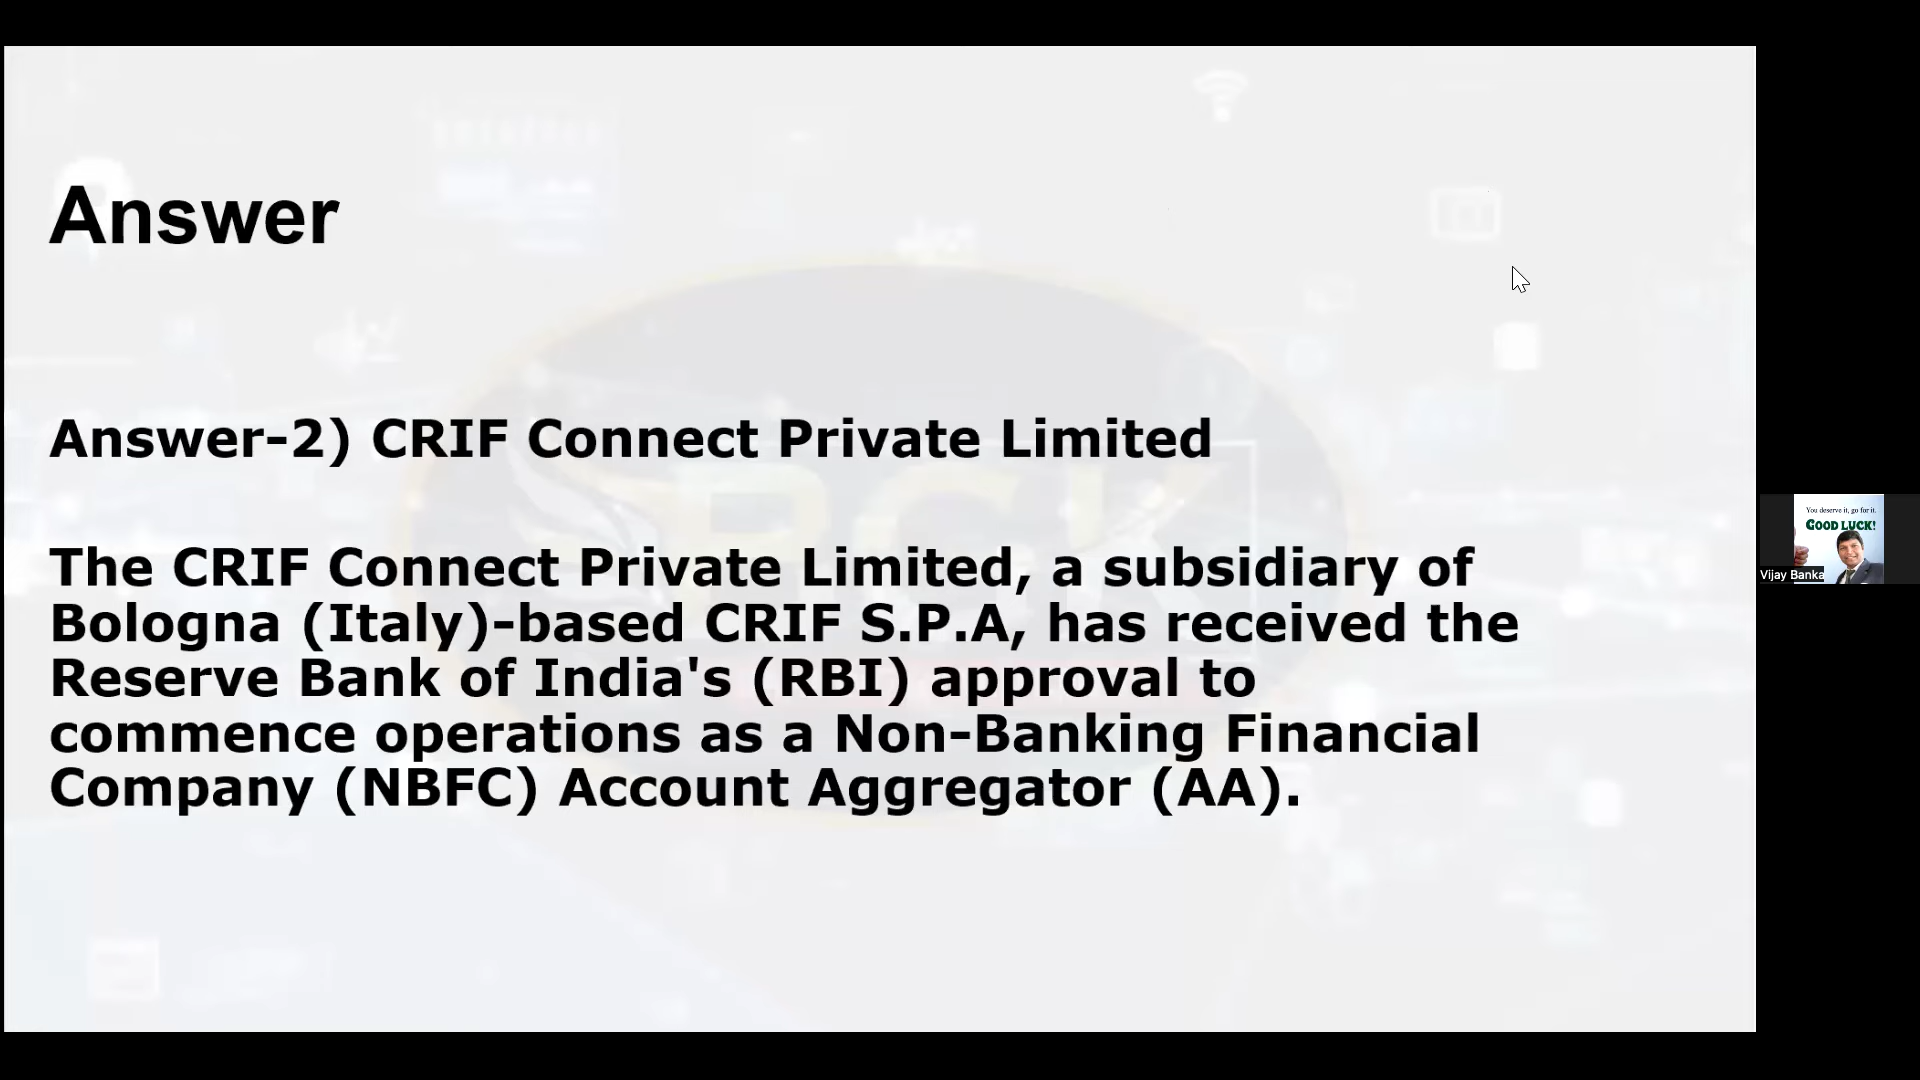 Answer
Answer-2) CRIF Connect Private Limited
The CRIF Connect Private Limited, a subsidiary of
Bologna (Italy)-based CRIF S.P.A, has received the
Reserve Bank of India's (RBI) approval to
commence operations as a Non-Banking Financial
Company (NBFC) Account Aggregator (AA).
You deserve it, go for it.
GOOD LUCK!
Vijay Banka